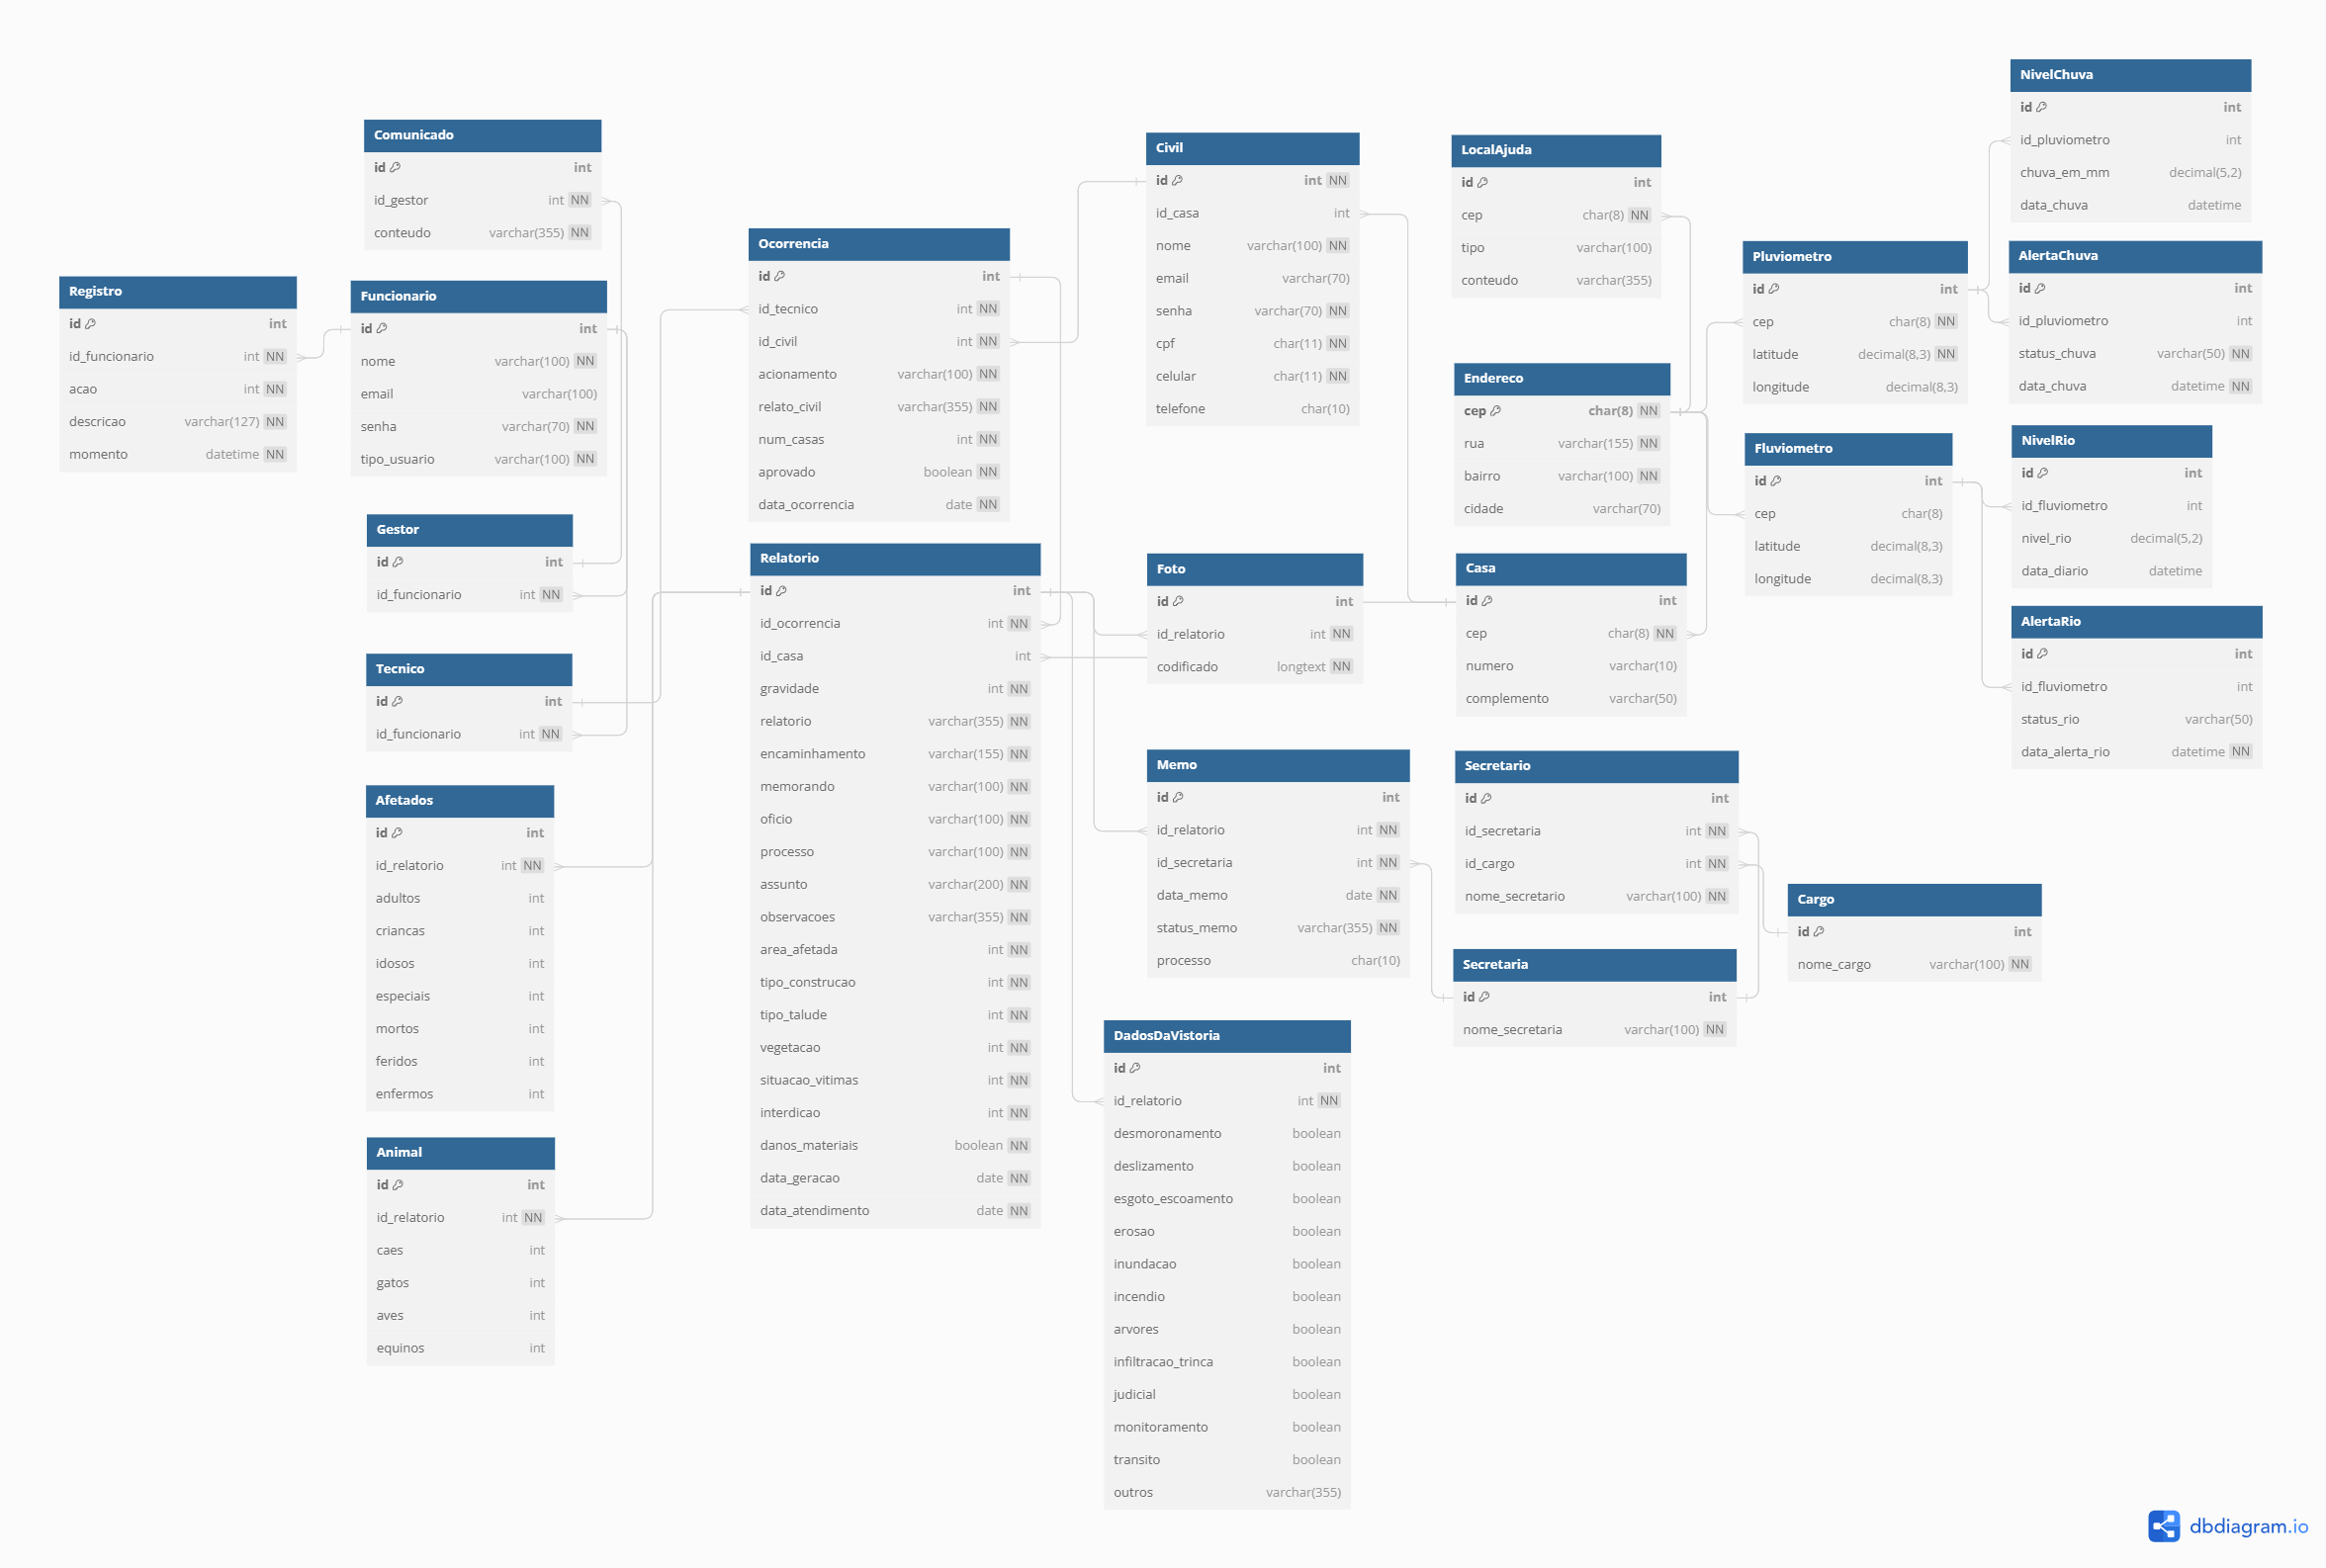 Comunicado
id int
id_gestor int NN
conteudo varchar(355) NN
Registro
id int
id_funcionario int NN
acao int NN
descricao varchar(127) NN
momento datetime NN
Funcionario
id int
nome varchar(100) NN
email varchar(100)
senha varchar(70) NN
tipo_usuario varchar(100) NN
Gestor
id int
id_funcionario int NN
Tecnico
id int
id_funcionario int NN
Afetados
id int
id_relatorio int NN
adultos int
criancas int
idosos int
especiais int
mortos int
feridos int
enfermos int
Animal
id int
id_relatorio int NN
caes int
gatos int
aves int
equinos int
Ocorrencia
id int
id_tecnico int NN
id_civil int NN
acionamento varchar(100) NN
relato_civil varchar(355) NN
num_casas int NN
aprovado boolean NN
data_ocorrencia date NN
Relatorio
id int
id_ocorrencia int NN
id_casa int
gravidade int NN
relatorio varchar(355) NN
encaminhamento varchar(155) NN
memorando varchar(100) NN
oficio varchar(100) NN
processo varchar(100) NN
assunto varchar(200) NN
observacoes varchar(355) NN
area_afetada int NN
tipo_construcao int NN
tipo_talude int NN
vegetacao int NN
situacao_vitimas int NN
interdicao int NN
danos_materiais boolean NN
data_geracao date NN
data_atendimento date NN
Civil
id int NN
id_casa int
nome varchar(100) NN
email varchar(70)
senha varchar(70) NN
cpf char(11) NN
celular char(11) NN
telefone char(10)
Foto
id int
id_relatorio int NN
codificado longtext NN
Memo
id int
id_relatorio int NN
id_secretaria int NN
data_memo date NN
status_memo varchar(355) NN
processo char(10)
DadosDaVistoria
id int
id_relatorio int NN
desmoronamento boolean
deslizamento boolean
esgoto_escoamento boolean
erosao boolean
inundacao boolean
incendio boolean
arvores boolean
infiltracao_trinca boolean
judicial boolean
monitoramento boolean
transito boolean
outros varchar(355)
LocalAjuda
id int
cep char(8) NN
tipo varchar(100)
conteudo varchar(355)
Endereco
cep char(8) NN
rua varchar(155) NN
bairro varchar(100) NN
cidade varchar(70)
Casa
id int
cep char(8) NN
numero varchar(10)
complemento varchar(50)
Secretario
id int
id_secretaria int NN
id_cargo int NN
nome_secretario varchar(100) NN
Secretaria
id int
nome_secretaria varchar(100) NN
Cargo
id int
nome_cargo varchar(100) NN
Pluviometro
id int
cep char(8) NN
latitude decimal(8,3) NN
longitude decimal(8,3)
Fluviometro
id int
cep char(8)
latitude decimal(8,3)
longitude decimal(8,3)
NivelChuva
id int
id_pluviometro int
chuva_em_mm decimal(5,2)
data_chuva datetime
AlertaChuva
id int
id_pluviometro int
status_chuva varchar(50) NN
data_chuva datetime NN
NivelRio
id int
id_fluviometro int
nivel_rio decimal(5,2)
data_diario datetime
AlertaRio
id int
id_fluviometro int
status_rio varchar(50)
data_alerta_rio datetime NN
dbdiagram.io